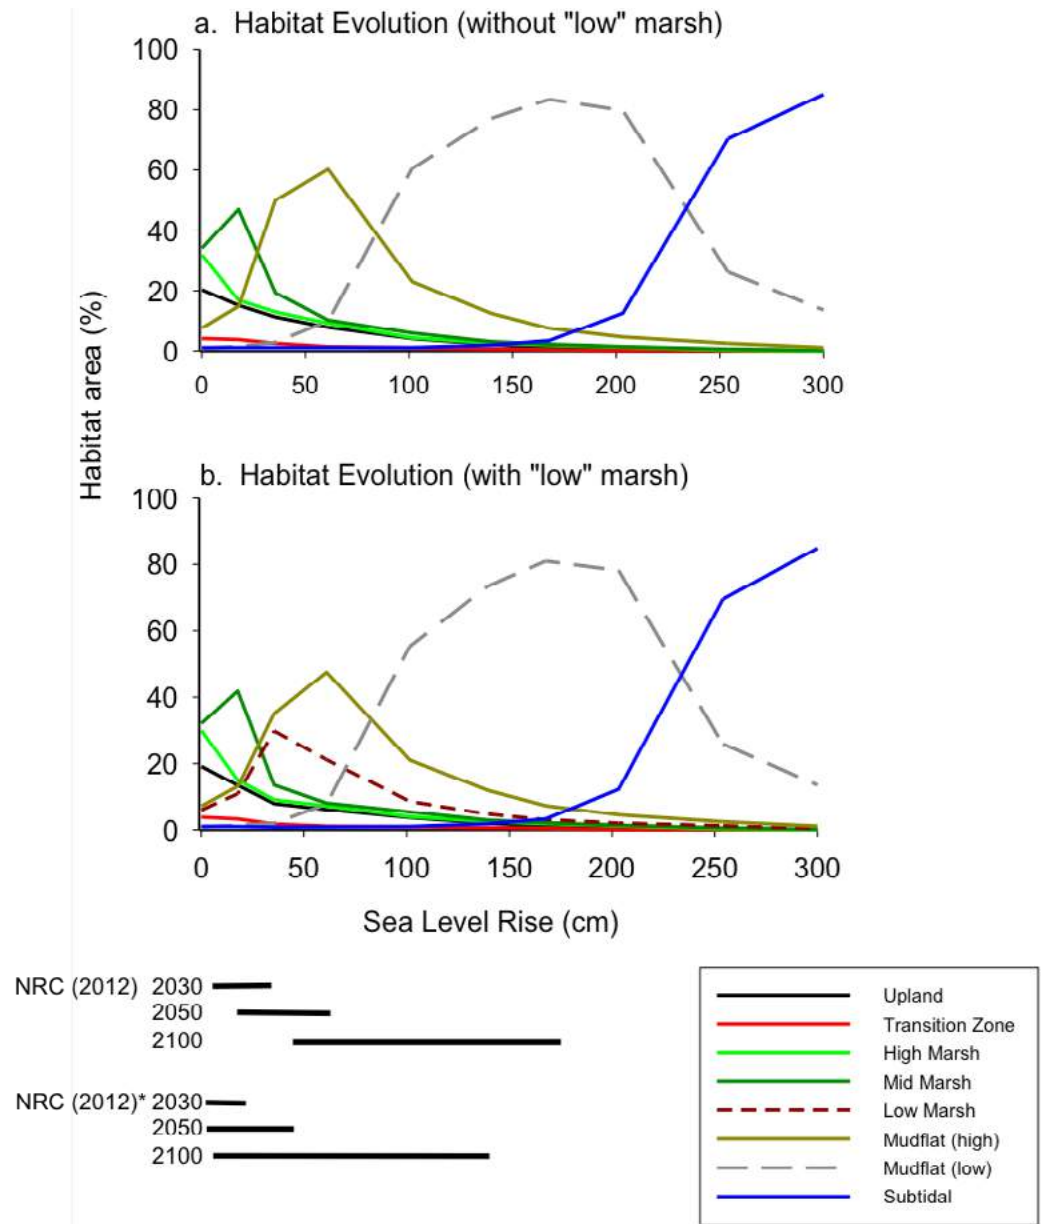 a. Habitat Evolution (without "low" marsh)
100
80
60
40
20
0
0 50 100 150 200 250 300
Habitat area (%)
b. Habitat Evolution (with "low" marsh)
100
80
60
40
20
0
0 50 100 150 200 250 300
Sea Level Rise (cm)
NRC (2012) 2030
2050
2100
NRC (2012)* 2030
2050
2100
Upland
Transition Zone
High Marsh
Mid Marsh
Low Marsh
Mudflat (high)
Mudflat (low)
Subtidal